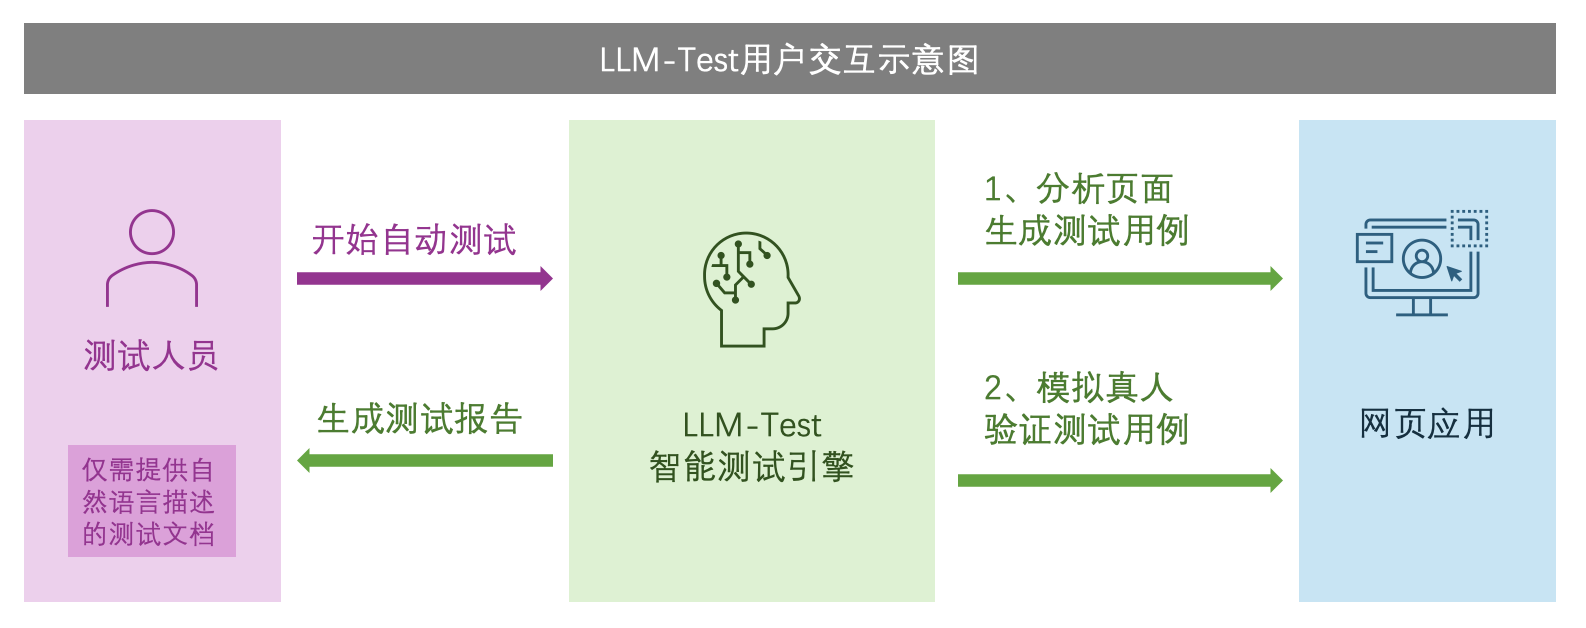 LLM-Test用户交互示意图
开始自动测试
测试人员
生成测试报告
仅需提供自
然语言描述
的测试文档
LLM-Test
智能测试引擎
1、分析页面
生成测试用例
2、模拟真人
验证测试用例
网页应用